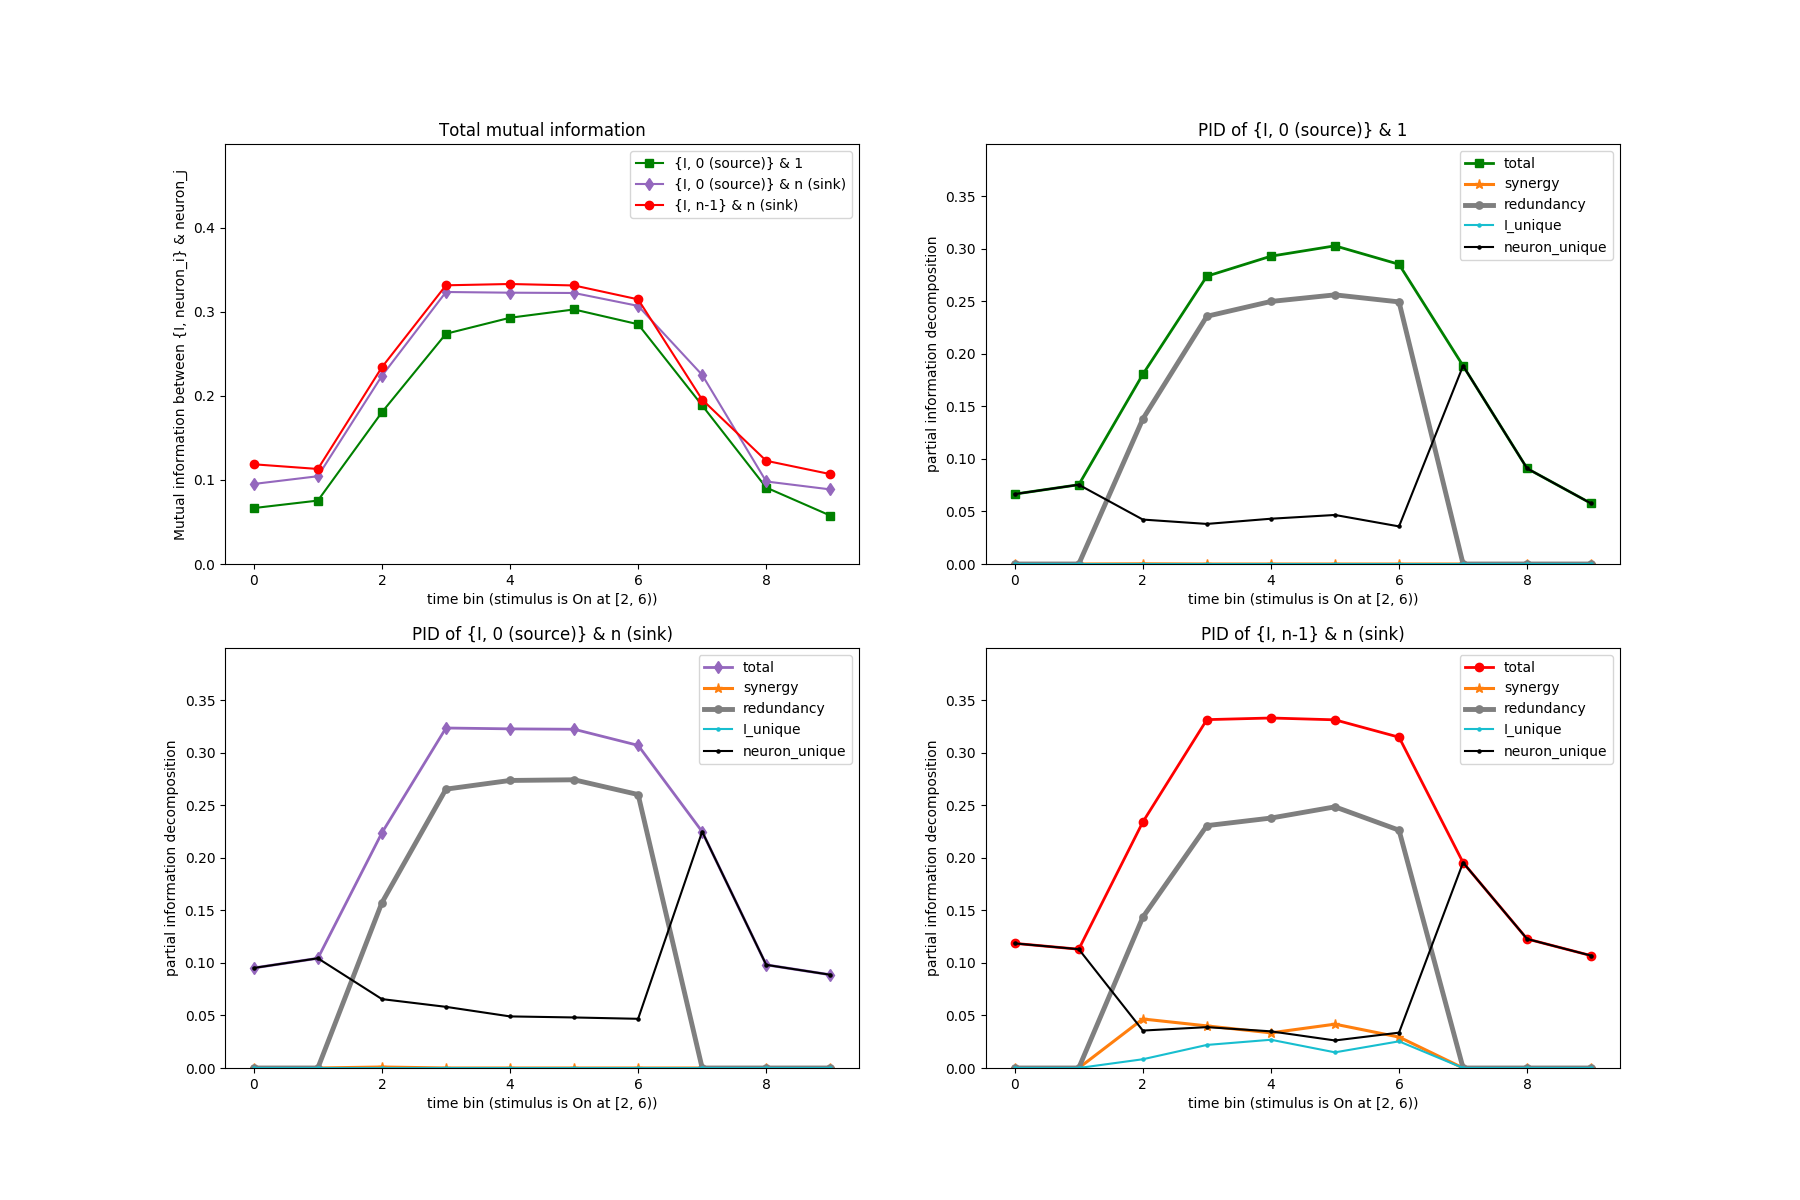 Total mutual information
Mutual information between {I, neuron_i} & neuron_j
0.4
0.3
0.2
0.1
0.0
{I, 0 (source)} & 1
{I, 0 (source)} & n (sink)
{I, n-1} & n (sink)
0 2 4 6 8
time bin (stimulus is On at [2, 6))
PID of {I, 0 (source)} & 1
partial information decomposition
0.35
0.30
0.25
0.20
0.15
0.10
0.05
0.00
total
synergy
redundancy
I_unique
neuron_unique
0 2 4 6 8
time bin (stimulus is On at [2, 6))
PID of {I, 0 (source)} & n (sink)
partial information decomposition
0.35
0.30
0.25
0.20
0.15
0.10
0.05
0.00
total
synergy
redundancy
I_unique
neuron_unique
0 2 4 6 8
time bin (stimulus is On at [2, 6))
PID of {I, n-1} & n (sink)
partial information decomposition
0.35
0.30
0.25
0.20
0.15
0.10
0.05
0.00
total
synergy
redundancy
I_unique
neuron_unique
0 2 4 6 8
time bin (stimulus is On at [2, 6))